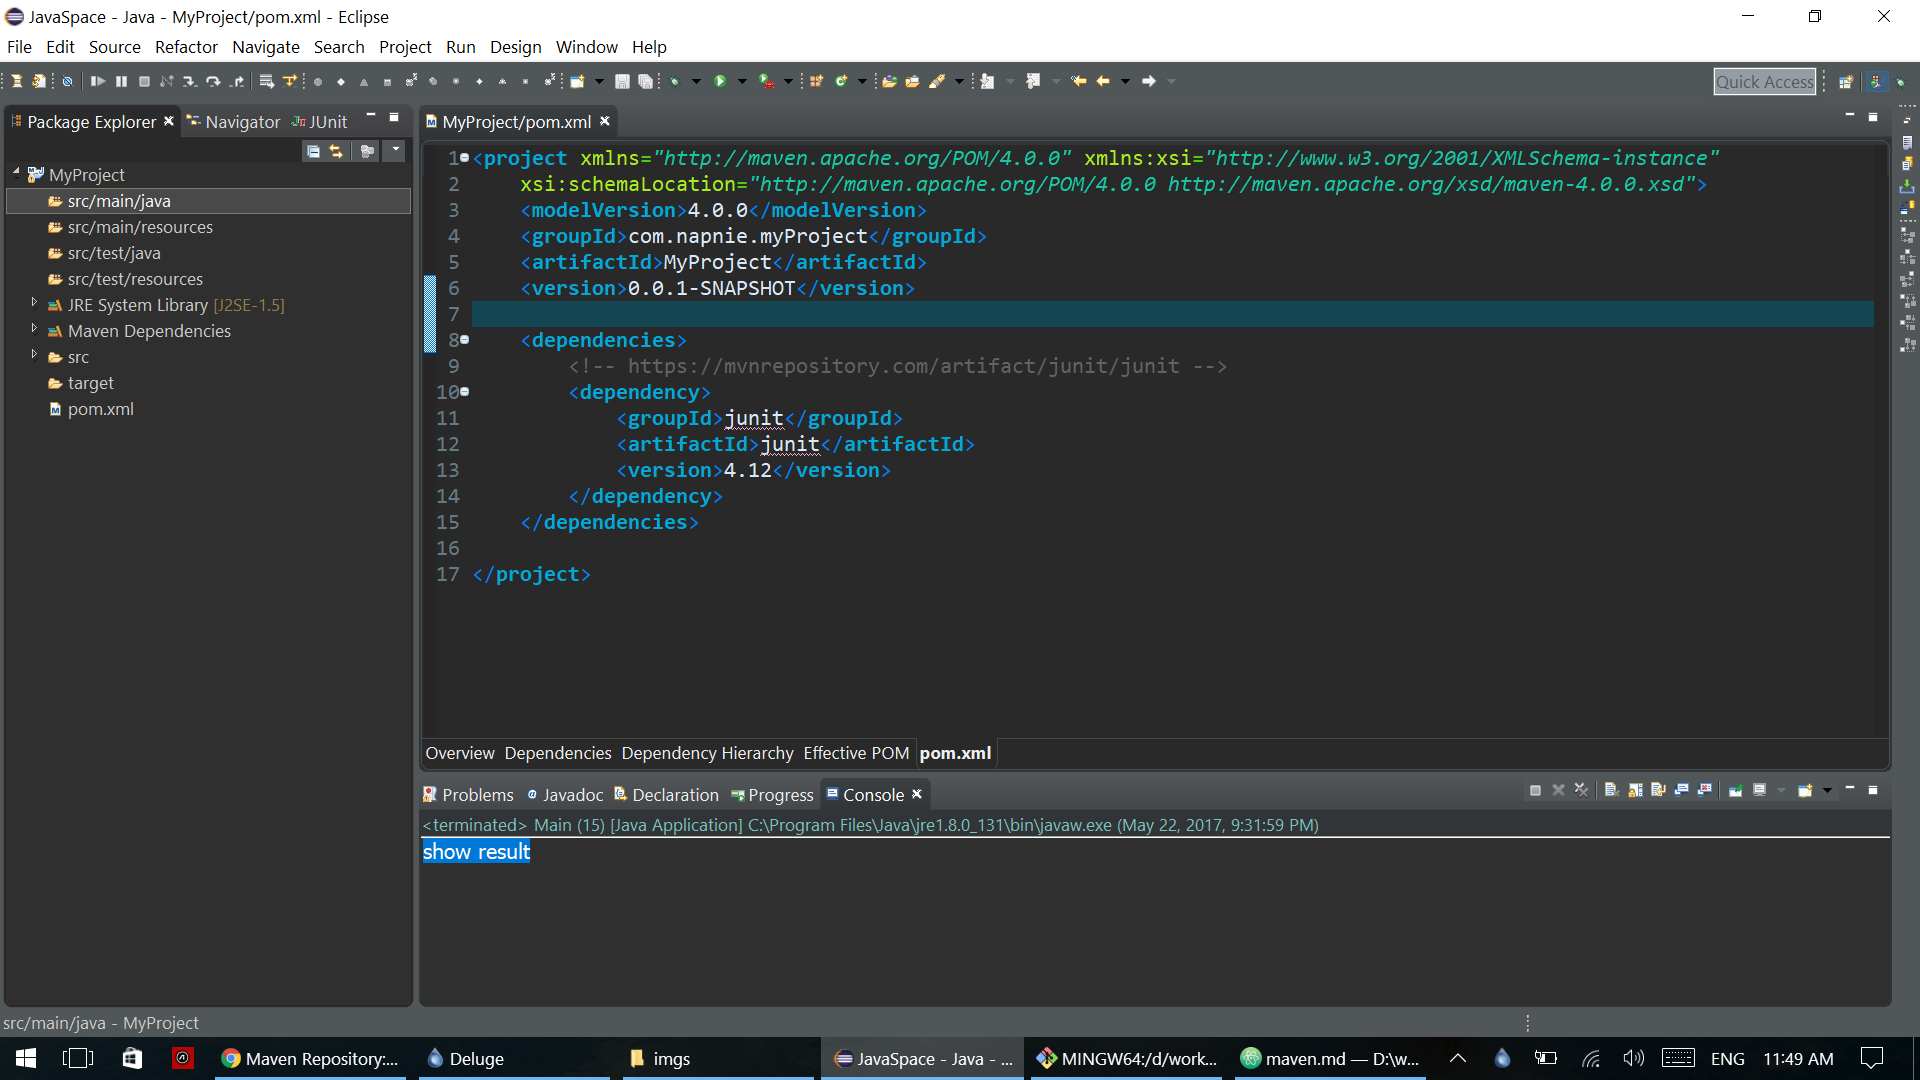 JavaSpace - Java - MyProject/pom.xml - Eclipse
File Edit Source Refactor Navigate Search Project Run Design Window Help
Quick Access
Package Explorer Navigator JUnit
MyProject/pom.xml
MyProject
src/main/java
src/main/resources
src/test/java
src/test/resources
JRE System Library [J2SE-1.5]
Maven Dependencies
src
target
pom.xml
1 <project xmlns="http://maven.apache.org/POM/4.0.0" xmlns:xsi="http://www.w3.org/2001/XMLSchema-instance"
2 xsi:schemaLocation="http://maven.apache.org/POM/4.0.0 http://maven.apache.org/xsd/maven-4.0.0.xsd">
3 <modelVersion>4.0.0</modelVersion>
4 <groupId>com.napnie.myProject</groupId>
5 <artifactId>MyProject</artifactId>
6 <version>0.0.1-SNAPSHOT</version>
7
8 <dependencies>
9 <!-- https://mvnrepository.com/artifact/junit/junit -->
10 <dependency>
11 <groupId>junit</groupId>
12 <artifactId>junit</artifactId>
13 <version>4.12</version>
14 </dependency>
15 </dependencies>
16
17 </project>
Overview Dependencies Dependency Hierarchy Effective POM pom.xml
Problems Javadoc Declaration Progress Console
<terminated> Main (15) [Java Application] C:\Program Files\Java\jre1.8.0_131\bin\javaw.exe (May 22, 2017, 9:31:59 PM)
show result
src/main/java - MyProject
Maven Repository:... Deluge imgs JavaSpace - Java - ... MINGW64:/d/work... maven.md — D:\w... ENG 11:49 AM